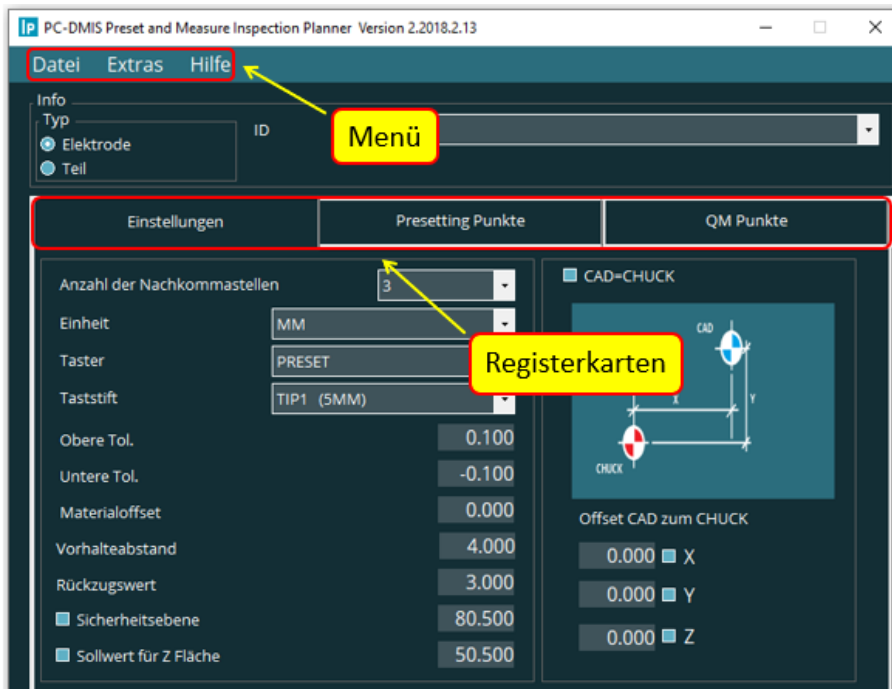 IP PC-DMIS Preset and Measure Inspection Planner Version 2.2018.2.13
Datei Extras Hilfe
Info
Typ
Elektrode
Teil
ID
Menü
Einstellungen Presetting Punkte QM Punkte
Registerkarten
Anzahl der Nachkommastellen 3
Einheit MM
Taster PRESET
Taststift TIP1 (5MM)
Obere Tol. 0.100
Untere Tol. -0.100
Materialoffset 0.000
Vorhalteabstand 4.000
Rückzugswert 3.000
Sicherheitsebene 80.500
Sollwert für Z Fläche 50.500
CAD=CHUCK
CAD
X
Y
CHUCK
Offset CAD zum CHUCK
0.000 X
0.000 Y
0.000 Z